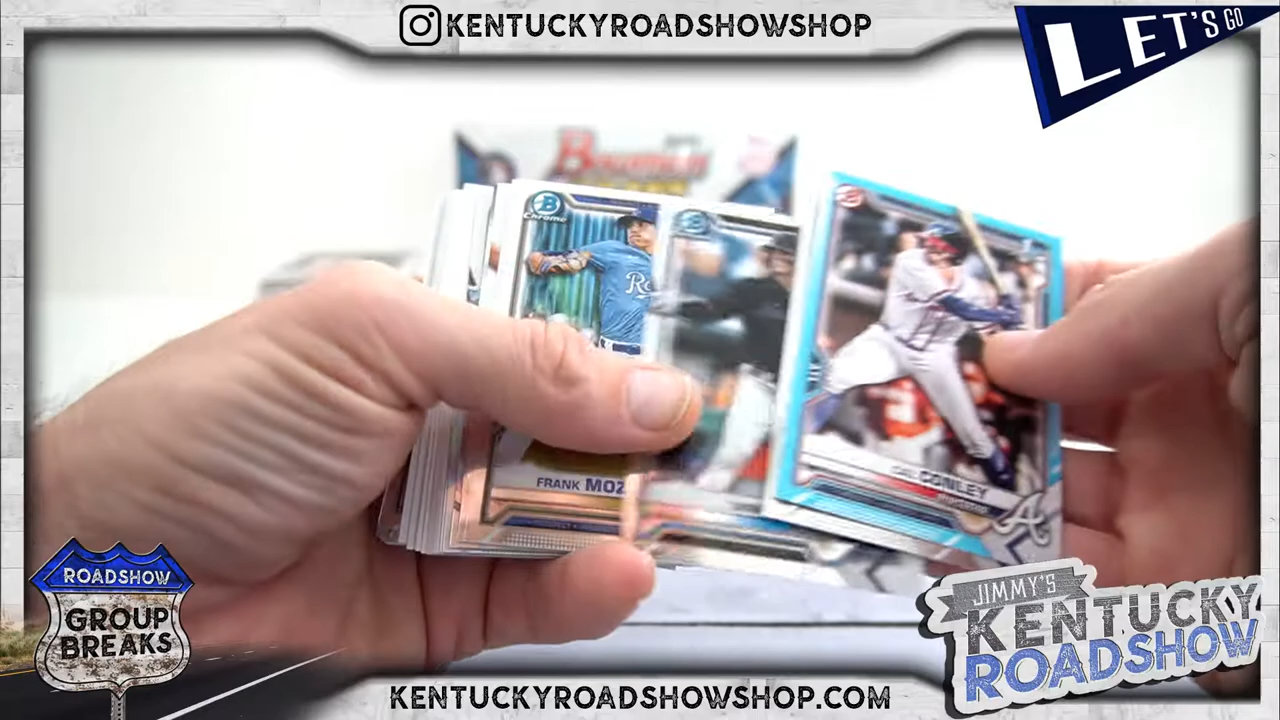 KENTUCKYROADSHOWSHOP
LET'S GO
Bowman
B
Chrome
FRANK MOZ
CONLEY
A
ROADSHOW
GROUP
BREAKS
JIMMY'S
KENTUCKY
ROADSHOW
KENTUCKYROADSHOWSHOP.COM